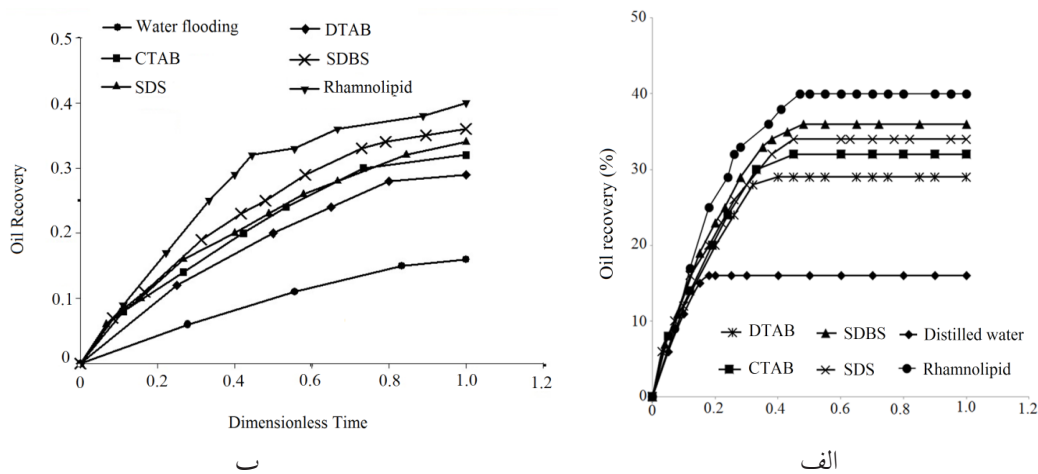 Water flooding
DTAB
CTAB
SDBS
SDS
Rhamnolipid
0.5
0.4
0.3
0.2
0.1
0
0
0.2
0.4
0.6
0.8
1.0
1.2
Oil Recovery
Dimensionless Time
ب
50
40
30
20
10
0
0
0.2
0.4
0.6
0.8
1.0
1.2
Oil recovery (%)
DTAB
SDBS
Distilled water
CTAB
SDS
Rhamnolipid
الف